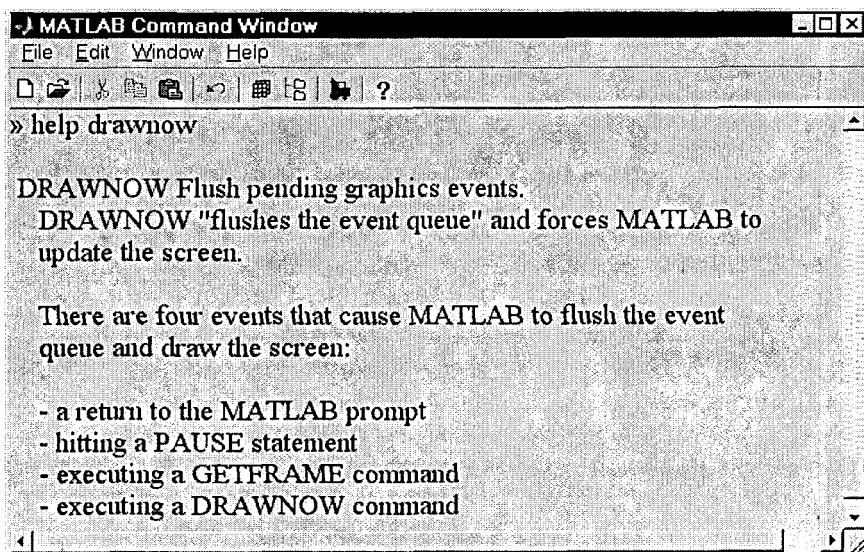 MATLAB Command Window
File Edit Window Help
?
» help drawnow
DRAWNOW Flush pending graphics events.
DRAWNOW "flushes the event queue" and forces MATLAB to
update the screen.
There are four events that cause MATLAB to flush the event
queue and draw the screen:
- a return to the MATLAB prompt
- hitting a PAUSE statement
- executing a GETFRAME command
- executing a DRAWNOW command